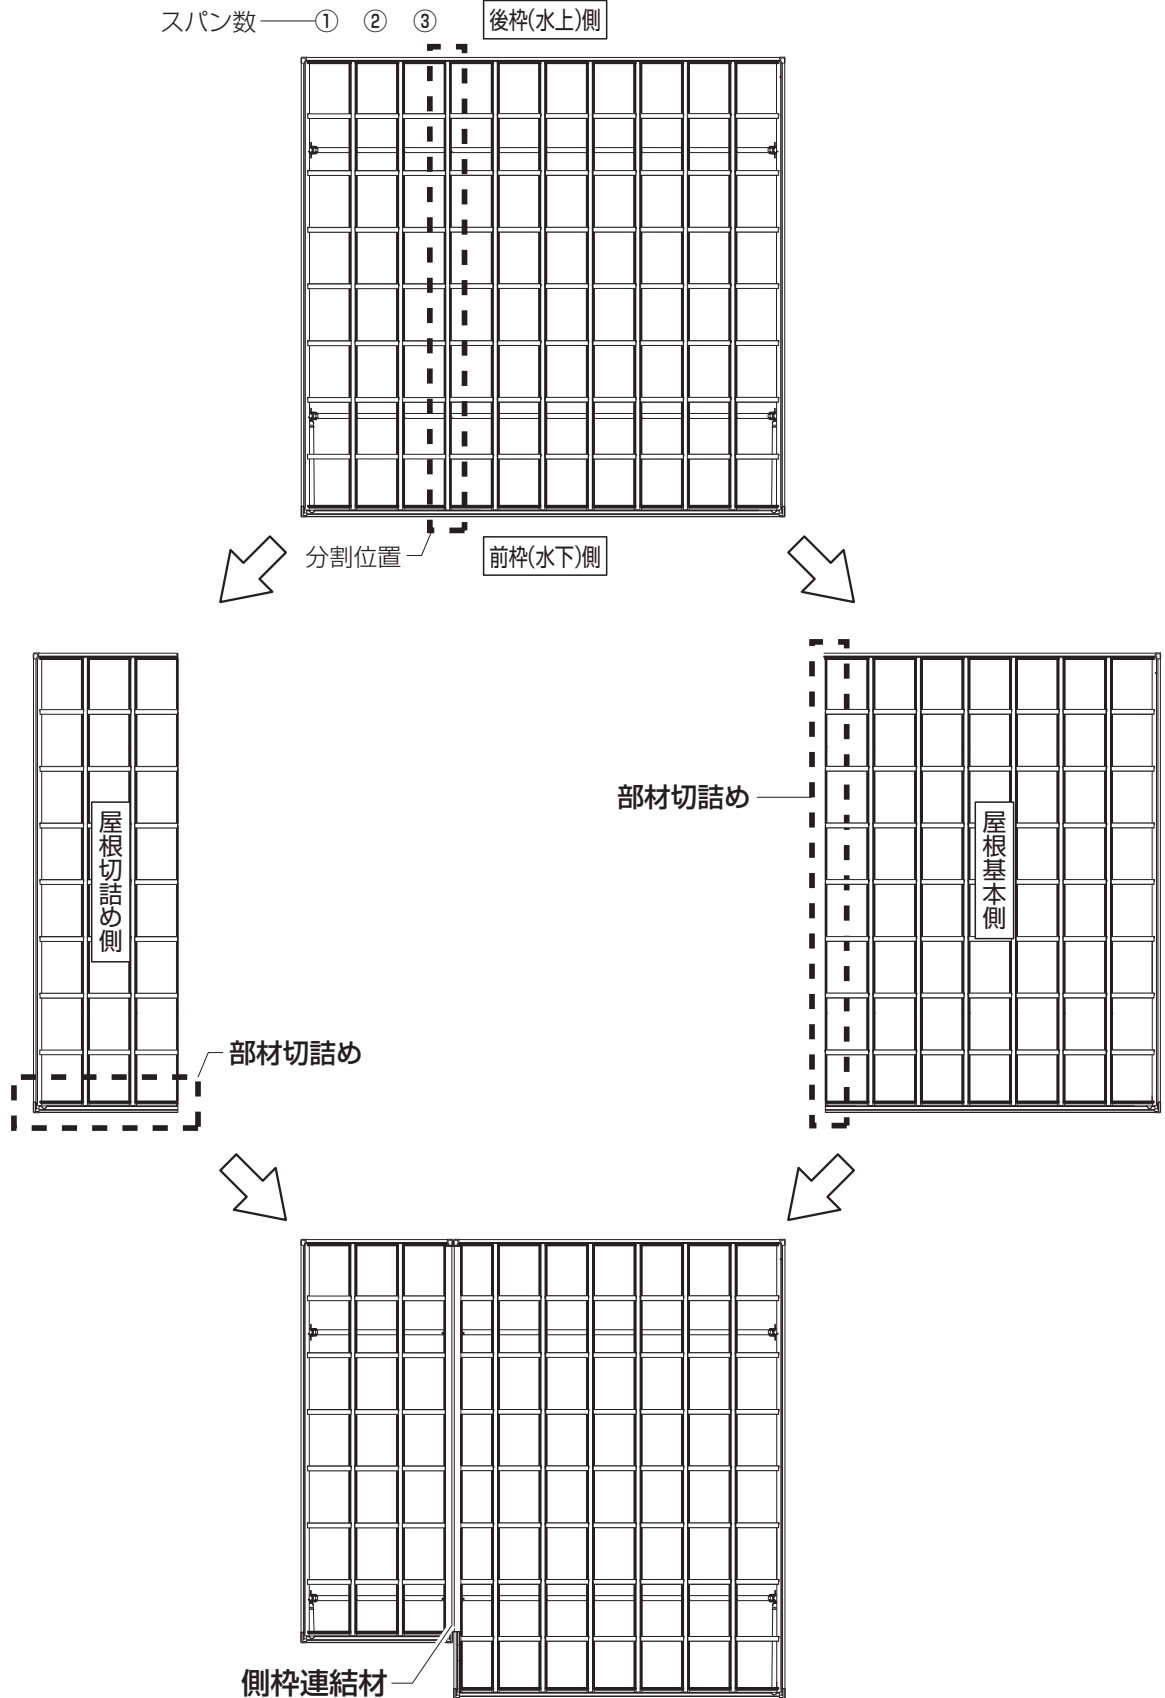 スパン数 ① ② ③
後枠(水上)側
分割位置
前枠(水下)側
部材切詰め
屋根切詰め側
屋根基本側
部材切詰め
側枠連結材